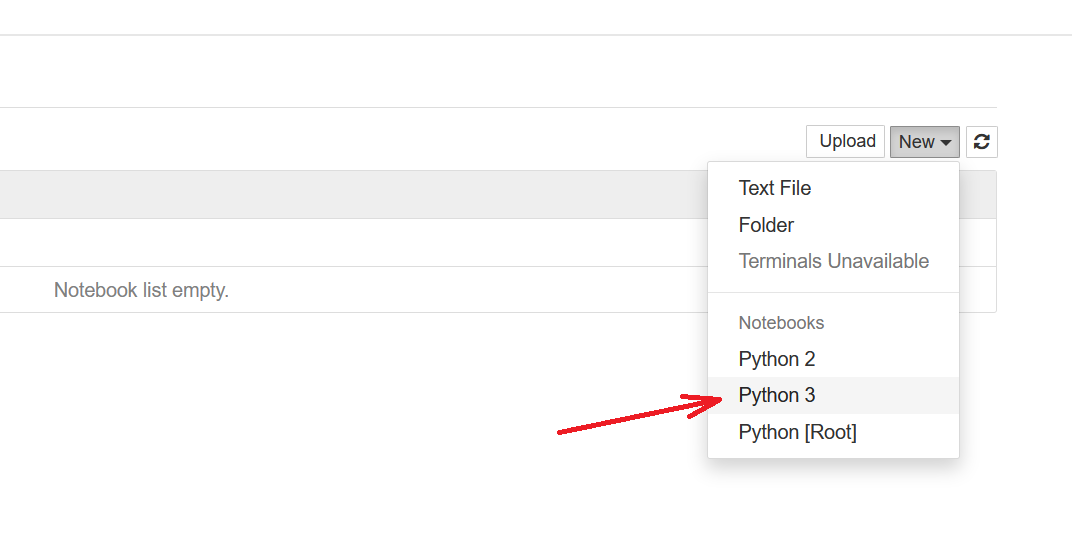 Upload New
Text File
Folder
Terminals Unavailable
Notebook list empty.
Notebooks
Python 2
Python 3
Python [Root]